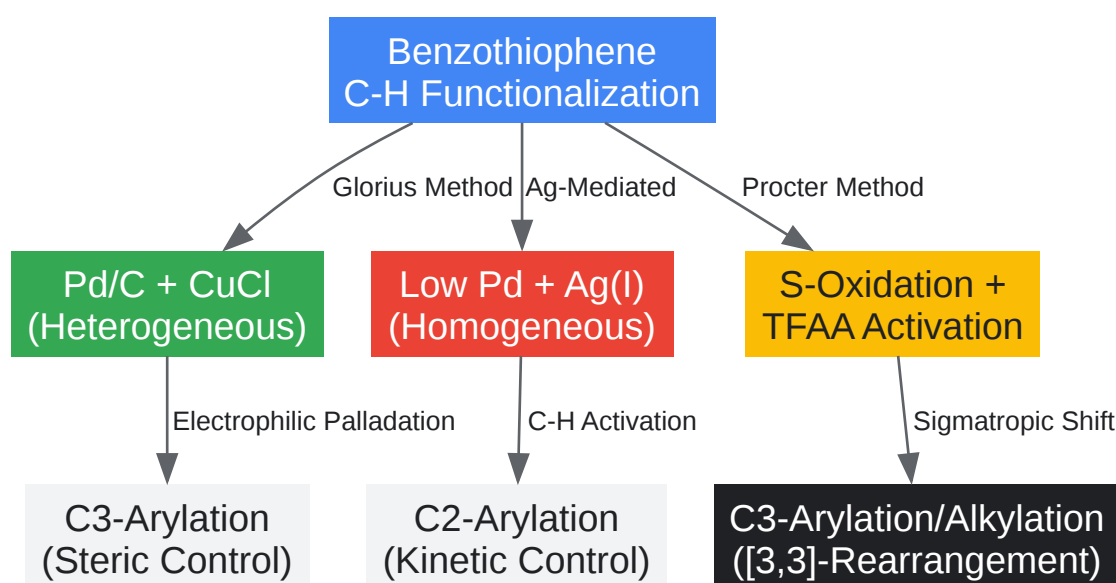 Benzothiophene
C-H Functionalization
Glorius Method
Ag-Mediated
Procter Method
Pd/C + CuCl
(Heterogeneous)
Low Pd + Ag(I)
(Homogeneous)
S-Oxidation +
TFAA Activation
Electrophilic Palladation
C-H Activation
Sigmatropic Shift
C3-Arylation
(Steric Control)
C2-Arylation
(Kinetic Control)
C3-Arylation/Alkylation
([3,3]-Rearrangement)